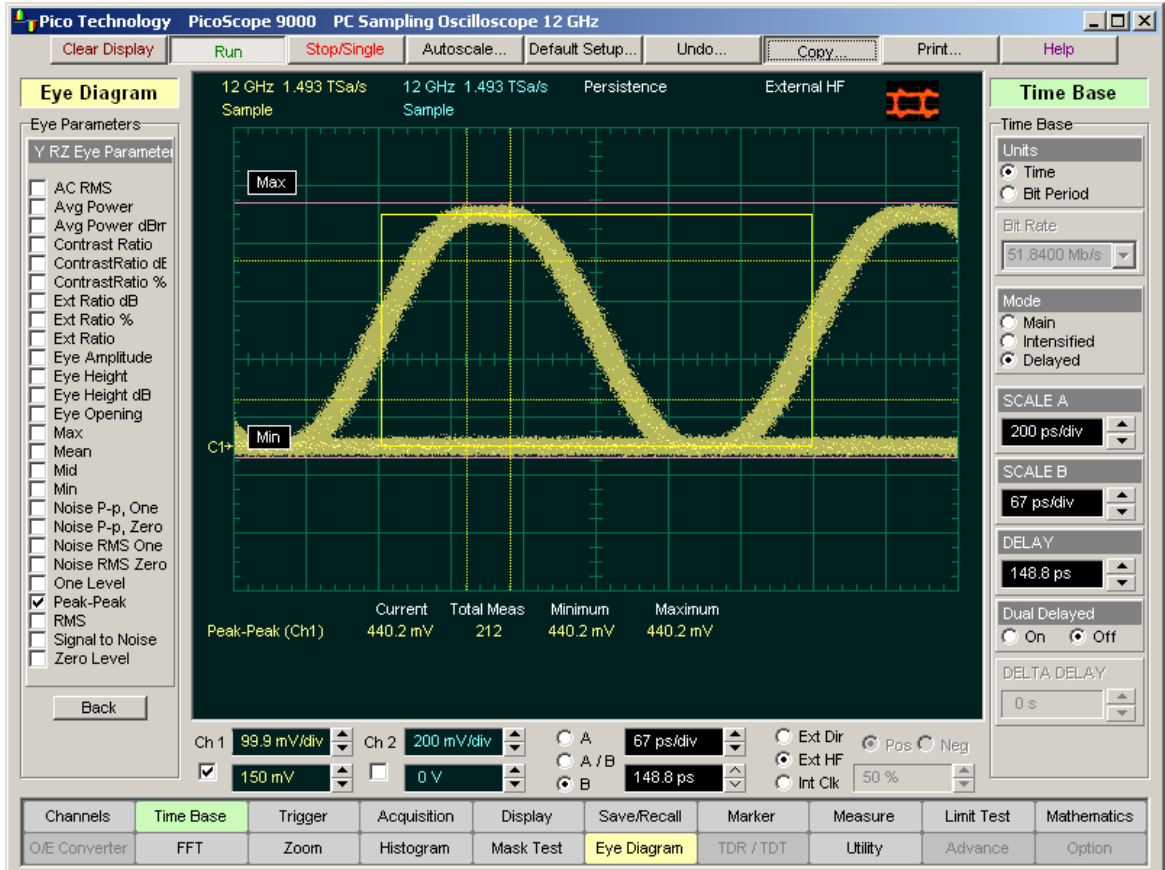 Pico Technology PicoScope 9000 PC Sampling Oscilloscope 12 GHz
Clear Display Run Stop/Single Autoscale... Default Setup... Undo... Copy... Print... Help
Eye Diagram
Eye Parameters
Y RZ Eye Parameter
AC RMS
Avg Power
Avg Power dBm
Contrast Ratio
ContrastRatio dE
ContrastRatio %
Ext Ratio dB
Ext Ratio %
Ext Ratio
Eye Amplitude
Eye Height
Eye Height dB
Eye Opening
Max
Mean
Mid
Min
Noise P-p, One
Noise P-p, Zero
Noise RMS One
Noise RMS Zero
One Level
Peak-Peak
RMS
Signal to Noise
Zero Level
Back
12 GHz 1.493 TSa/s 12 GHz 1.493 TSa/s Persistence External HF
Sample Sample
Max
Min
C1
Current Total Meas Minimum Maximum
Peak-Peak (Ch1) 440.2 mV 212 440.2 mV 440.2 mV
Time Base
Time Base
Units
Time
Bit Period
Bit Rate
51.8400 Mb/s
Mode
Main
Intensified
Delayed
SCALE A
200 ps/div
SCALE B
67 ps/div
DELAY
148.8 ps
Dual Delayed
On Off
DELTA DELAY
0 s
Ch 1 99.9 mV/div Ch 2 200 mV/div A 67 ps/div Ext Dir Pos Neg
A / B Ext HF
150 mV 0 V B 148.8 ps Int Clk 50 %
Channels Time Base Trigger Acquisition Display Save/Recall Marker Measure Limit Test Mathematics
O/E Converter FFT Zoom Histogram Mask Test Eye Diagram TDR / TDT Utility Advance Option